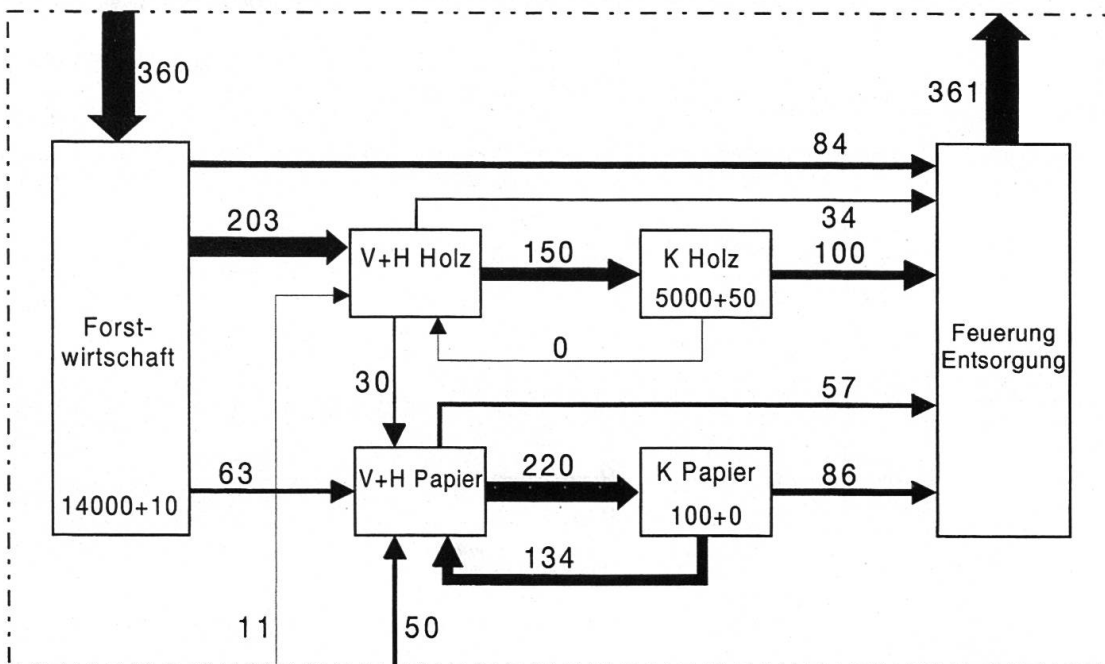 360
361
84
203
34
V+H Holz
150
K Holz
5000+50
100
Forst-
wirtschaft
Feuerung
Entsorgung
0
30
57
63
V+H Papier
220
K Papier
100+0
86
14000+10
134
11
50